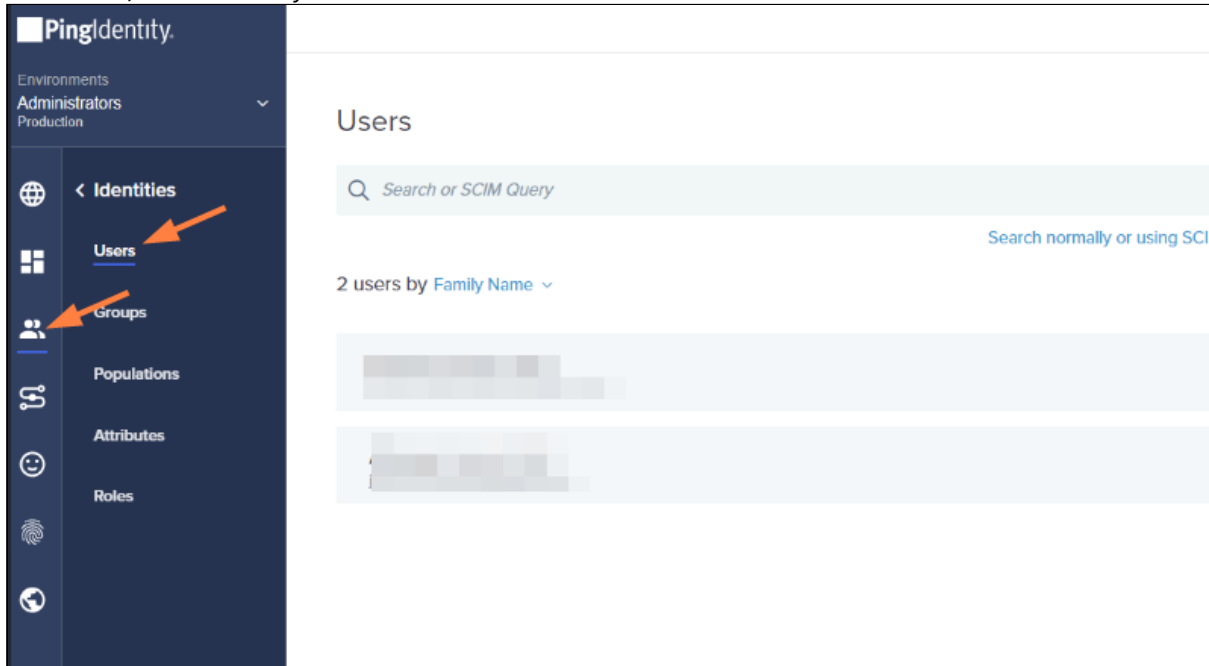 PingIdentity.
Environments
Administrators
Production
Identities
Users
Groups
Populations
Attributes
Roles
Users
Search or SCIM Query
Search normally or using SCI
2 users by Family Name